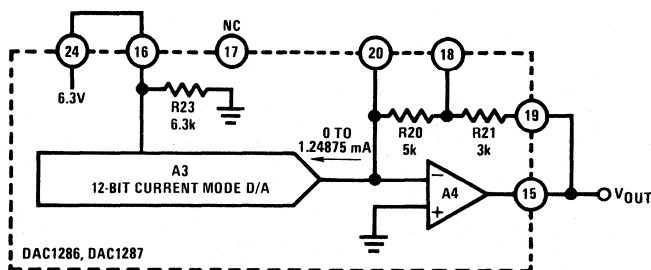 NC
24
16
17
20
18
6.3V
R23
6.3k
0 TO
1.24875 mA
R20
5k
R21
3k
19
A3
12-BIT CURRENT MODE D/A
−
A4
+
15
VOUT
DAC1286, DAC1287